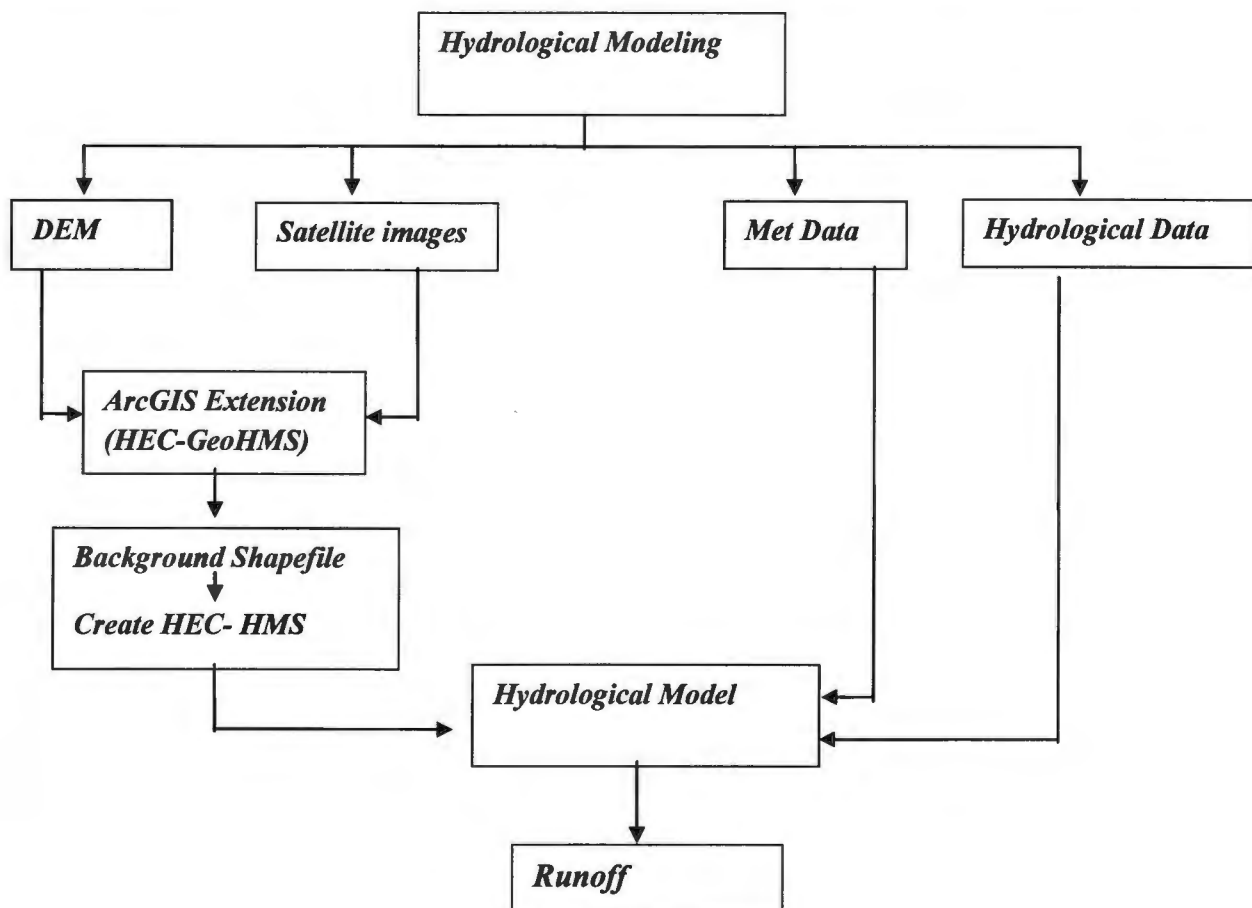 Hydrological Modeling
DEM
Satellite images
Met Data
Hydrological Data
ArcGIS Extension
(HEC-GeoHMS)
Background Shapefile
Create HEC- HMS
Hydrological Model
Runoff